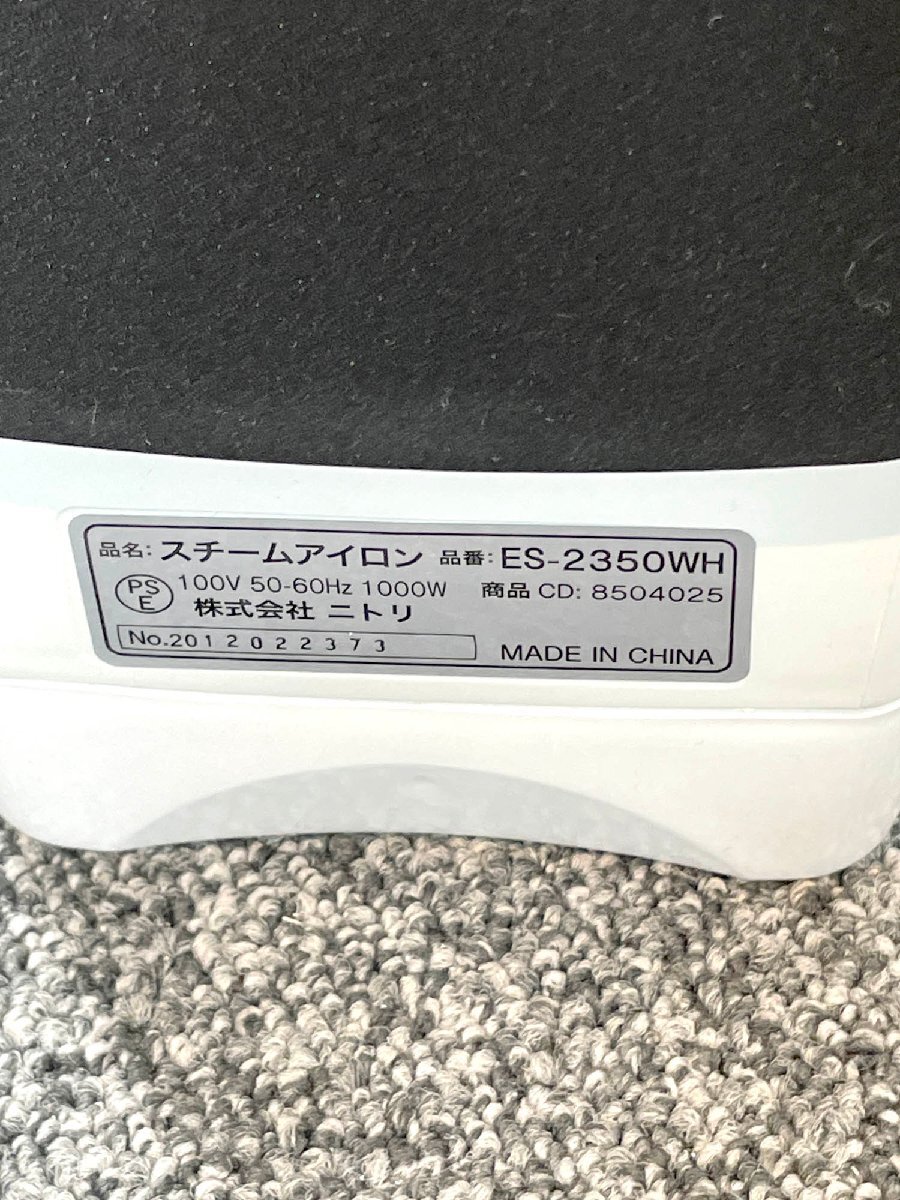 品名: スチームアイロン 品番: ES-2350WH
PS
E
100V 50-60Hz 1000W 商品 CD: 8504025
株式会社 ニトリ
No.2012022373
MADE IN CHINA